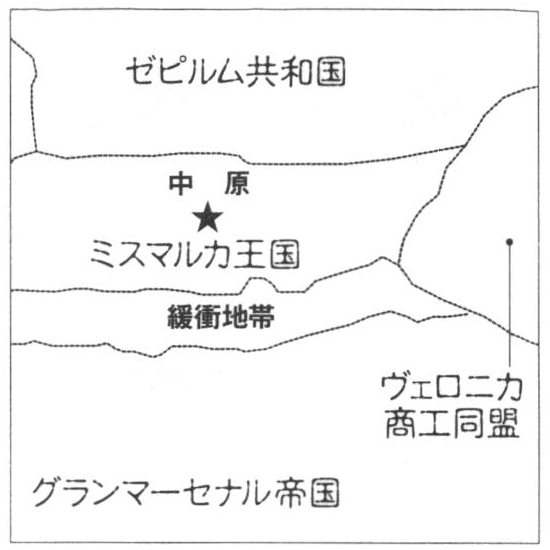 ゼピルム共和国
中原
★
ミスマルカ王国
緩衝地帯
ヴェロニカ
商工同盟
グランマーセナル帝国